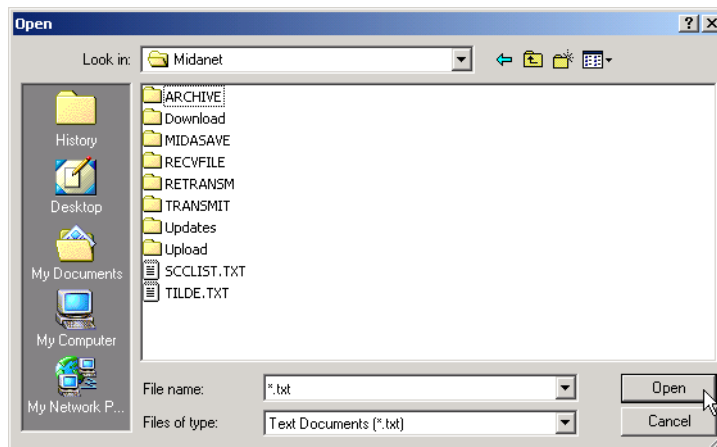 Open
Look in: Midanet
History
Desktop
My Documents
My Computer
My Network P...
ARCHIVE
Download
MIDASAVE
RECVFILE
RETRANSM
TRANSMIT
Updates
Upload
SCCLIST.TXT
TILDE.TXT
File name: *.txt Open
Files of type: Text Documents (*.txt) Cancel